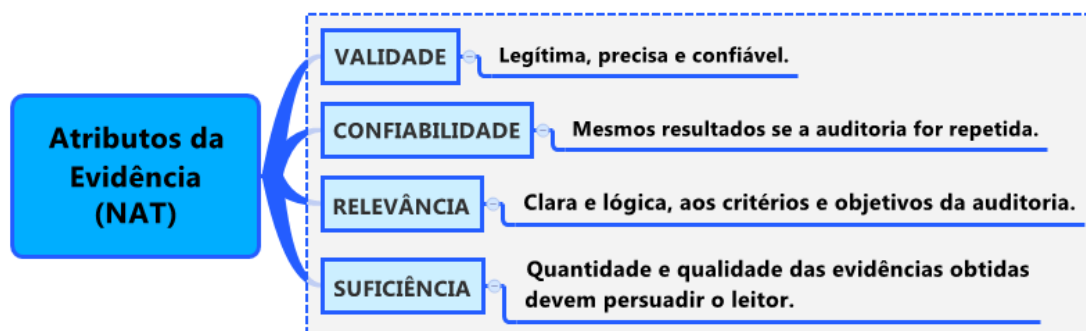 Atributos da
Evidência
(NAT)
VALIDADE
Legítima, precisa e confiável.
CONFIABILIDADE
Mesmos resultados se a auditoria for repetida.
RELEVÂNCIA
Clara e lógica, aos critérios e objetivos da auditoria.
SUFICIÊNCIA
Quantidade e qualidade das evidências obtidas
devem persuadir o leitor.